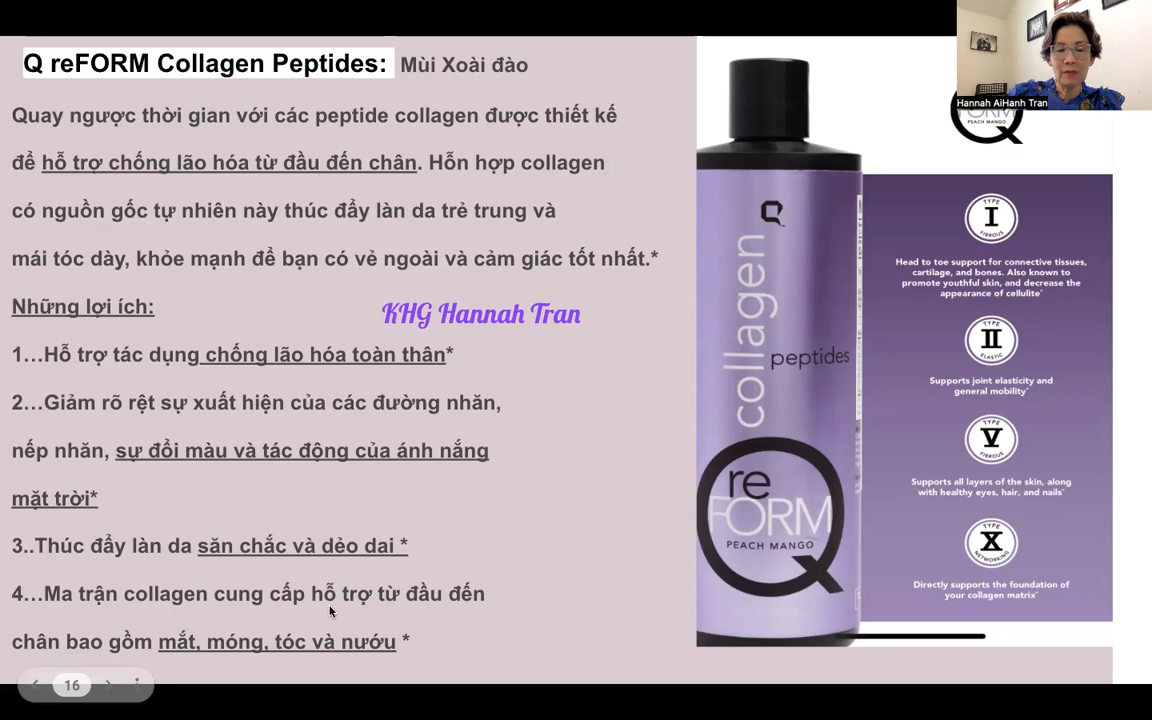 Q reFORM Collagen Peptides: Mùi Xoài đào
Quay ngược thời gian với các peptide collagen được thiết kế
để hỗ trợ chống lão hóa từ đầu đến chân. Hỗn hợp collagen
có nguồn gốc tự nhiên này thúc đẩy làn da trẻ trung và
mái tóc dày, khỏe mạnh để bạn có vẻ ngoài và cảm giác tốt nhất.*
Những lợi ích:
KHG Hannah Tran
1…Hỗ trợ tác dụng chống lão hóa toàn thân*
2…Giảm rõ rệt sự xuất hiện của các đường nhăn,
nếp nhăn, sự đổi màu và tác động của ánh nắng
mặt trời*
3..Thúc đẩy làn da săn chắc và dẻo dai *
4…Ma trận collagen cung cấp hỗ trợ từ đầu đến
chân bao gồm mắt, móng, tóc và nướu *
16
Q
collagen
peptides
re
FORM
PEACH MANGO
Hannah AiHanh Tran
FORM
PEACH MANGO
TYPE
I
FIBROUS
Head to toe support for connective tissues,
cartilage, and bones. Also known to
promote youthful skin, and decrease the
appearance of cellulite*
TYPE
II
ELASTIC
Supports joint elasticity and
general mobility*
TYPE
V
FIBROUS
Supports all layers of the skin, along
with healthy eyes, hair, and nails*
TYPE
X
NETWORKING
Directly supports the foundation of
your collagen matrix*